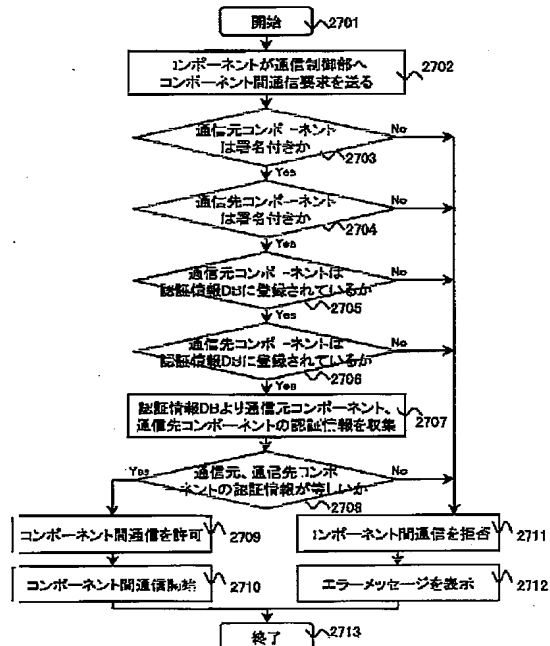 開始
2701
コンポーネントが通信制御部へ
コンポーネント間通信要求を送る
2702
通信元コンポーネント
は署名付きか
No
2703
Yes
通信先コンポーネント
は署名付きか
No
2704
Yes
通信元コンポーネントは
認証情報DBに登録されているか
No
2705
Yes
通信先コンポーネントは
認証情報DBに登録されているか
No
2706
Yes
認証情報DBより通信元コンポーネント、
通信先コンポーネントの認証情報を収集
2707
Yes
通信元、通信先コンポ
ーネントの認証情報が等しいか
No
2708
コンポーネント間通信を許可
2709
コンポーネント間通信を拒否
2711
コンポーネント間通信開始
2710
エラーメッセージを表示
2712
終了
2713